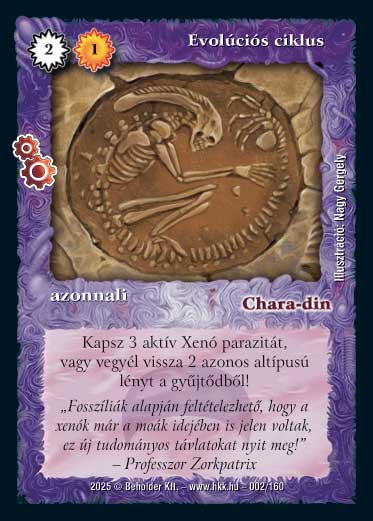 2
1
Evolúciós ciklus
Illusztráció: Nagy Gergely
azonnali
Chara-din
Kapsz 3 aktív Xenó parazitát,
vagy vegyél vissza 2 azonos altípusú
lényt a gyűjtődből!
„Fosszíliák alapján feltételezhető, hogy a
xenók már a moák idejében is jelen voltak,
ez új tudományos távlatokat nyit meg!”
– Professzor Zorkpatrix
2025 © Beholder Kft. – www.hkk.hu – 002/160